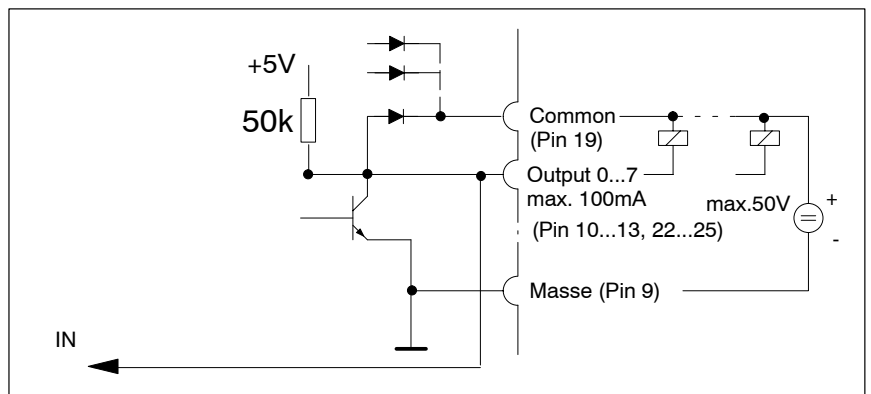 +5V
50k
Common
(Pin 19)
Output 0...7
max. 100mA
max.50V
+
-
(Pin 10...13, 22...25)
Masse (Pin 9)
IN